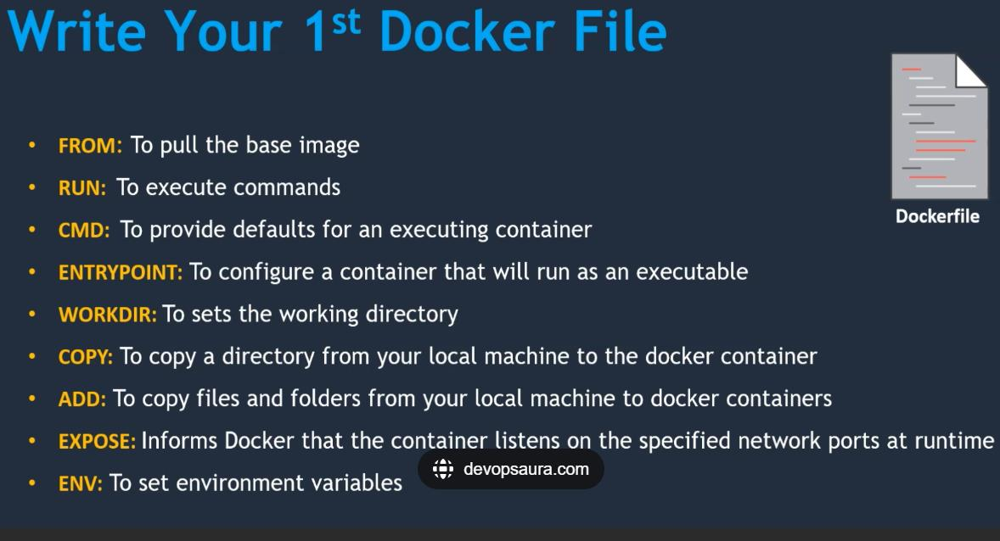 Write Your 1st Docker File
• FROM: To pull the base image
• RUN: To execute commands
• CMD: To provide defaults for an executing container
• ENTRYPOINT: To configure a container that will run as an executable
• WORKDIR: To sets the working directory
• COPY: To copy a directory from your local machine to the docker container
• ADD: To copy files and folders from your local machine to docker containers
• EXPOSE: Informs Docker that the container listens on the specified network ports at runtime
• ENV: To set environment variables
Dockerfile
devopsaura.com